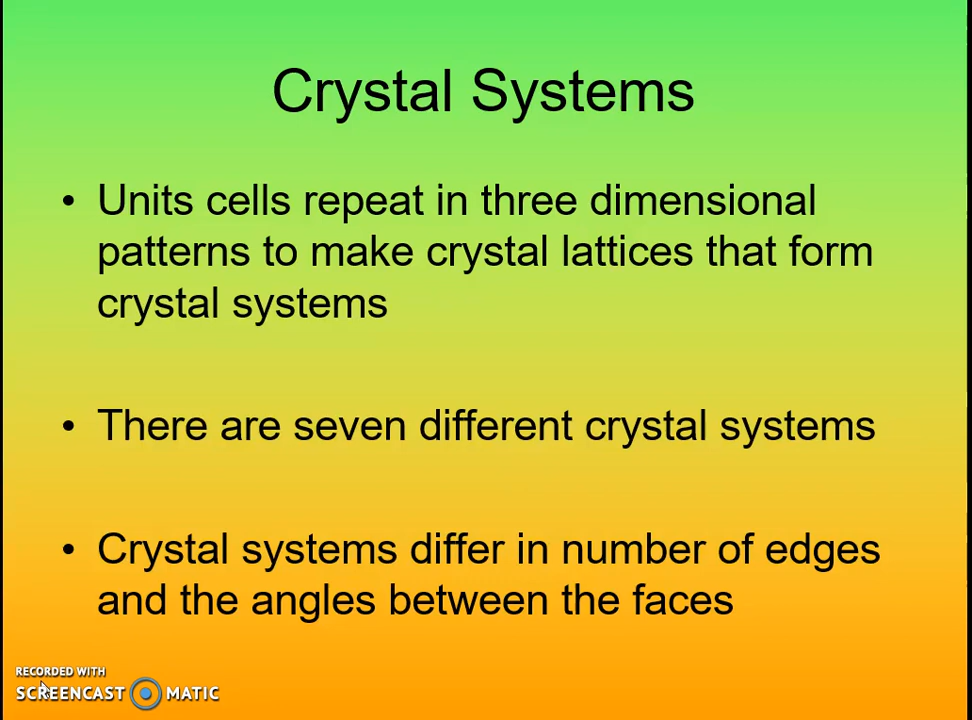 Crystal Systems
• Units cells repeat in three dimensional
patterns to make crystal lattices that form
crystal systems
• There are seven different crystal systems
• Crystal systems differ in number of edges
and the angles between the faces
RECORDED WITH
SCREENCAST MATIC